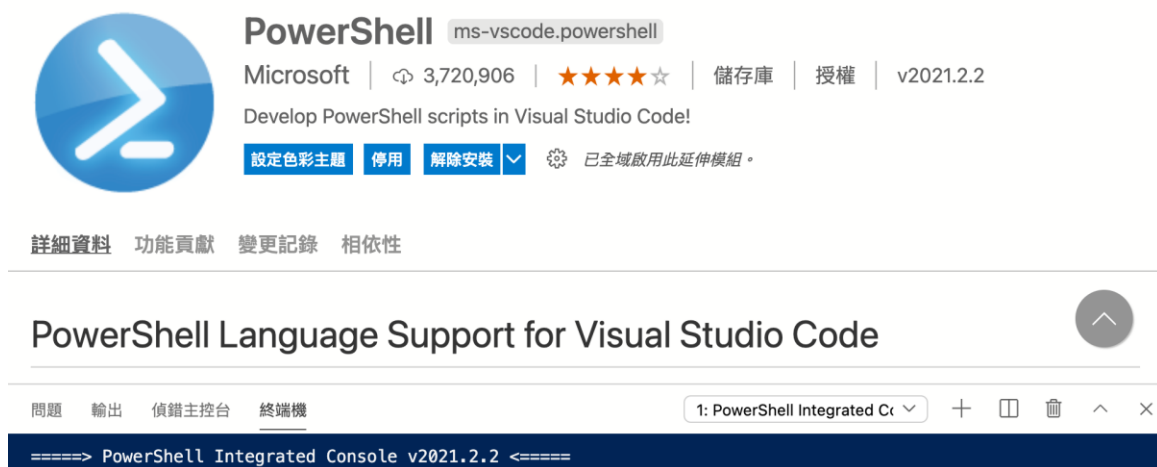 PowerShell ms-vscode.powershell
Microsoft 3,720,906 儲存庫 授權 v2021.2.2
Develop PowerShell scripts in Visual Studio Code!
設定色彩主題 停用 解除安裝 已全域啟用此延伸模組。
詳細資料 功能貢獻 變更記錄 相依性
PowerShell Language Support for Visual Studio Code
問題 輸出 偵錯主控台 終端機 1: PowerShell Integrated Co
=====> PowerShell Integrated Console v2021.2.2 <=====